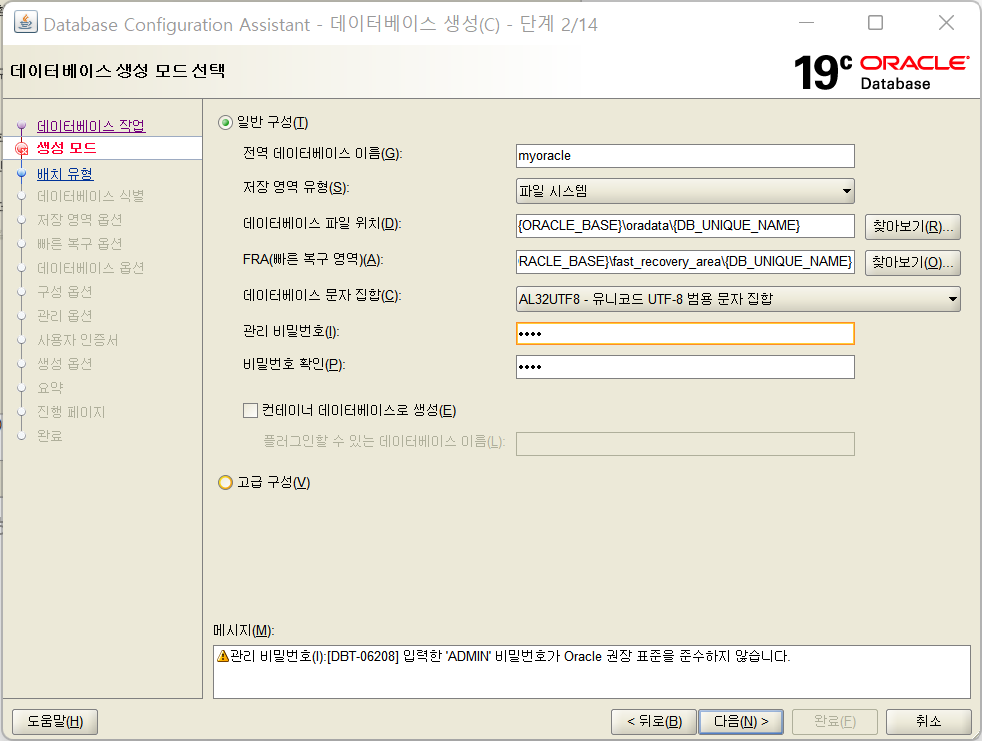 Database Configuration Assistant - 데이터베이스 생성(C) - 단계 2/14
데이터베이스 생성 모드 선택
19c ORACLE Database
데이터베이스 작업
생성 모드
배치 유형
데이터베이스 식별
저장 영역 옵션
빠른 복구 옵션
데이터베이스 옵션
구성 옵션
관리 옵션
사용자 인증서
생성 옵션
요약
진행 페이지
완료
일반 구성(T)
전역 데이터베이스 이름(G): myoracle
저장 영역 유형(S): 파일 시스템
데이터베이스 파일 위치(D): {ORACLE_BASE}\oradata\{DB_UNIQUE_NAME} 찾아보기(R)...
FRA(빠른 복구 영역)(A): RACLE_BASE}\fast_recovery_area\{DB_UNIQUE_NAME} 찾아보기(O)...
데이터베이스 문자 집합(C): AL32UTF8 - 유니코드 UTF-8 범용 문자 집합
관리 비밀번호(I): ••••
비밀번호 확인(P): ••••
컨테이너 데이터베이스로 생성(E)
플러그인할 수 있는 데이터베이스 이름(L):
고급 구성(V)
메시지(M):
관리 비밀번호(I):[DBT-06208] 입력한 'ADMIN' 비밀번호가 Oracle 권장 표준을 준수하지 않습니다.
도움말(H) < 뒤로(B) 다음(N) > 완료(F) 취소